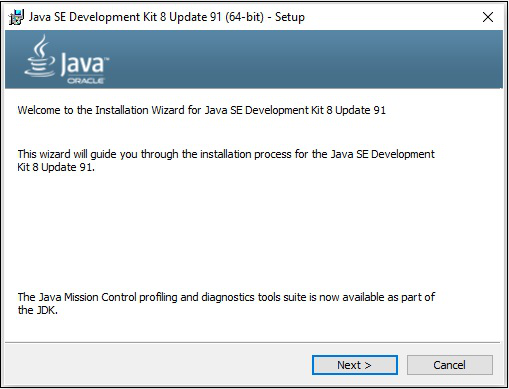 Java SE Development Kit 8 Update 91 (64-bit) - Setup
Java™
ORACLE
Welcome to the Installation Wizard for Java SE Development Kit 8 Update 91
This wizard will guide you through the installation process for the Java SE Development
Kit 8 Update 91.
The Java Mission Control profiling and diagnostics tools suite is now available as part of
the JDK.
Next >
Cancel